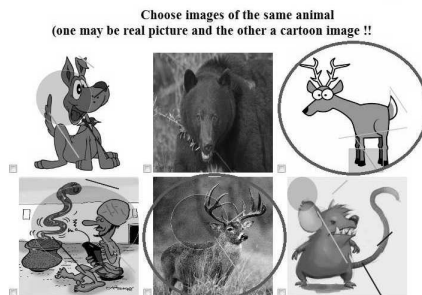 Choose images of the same animal
(one may be real picture and the other a cartoon image !!